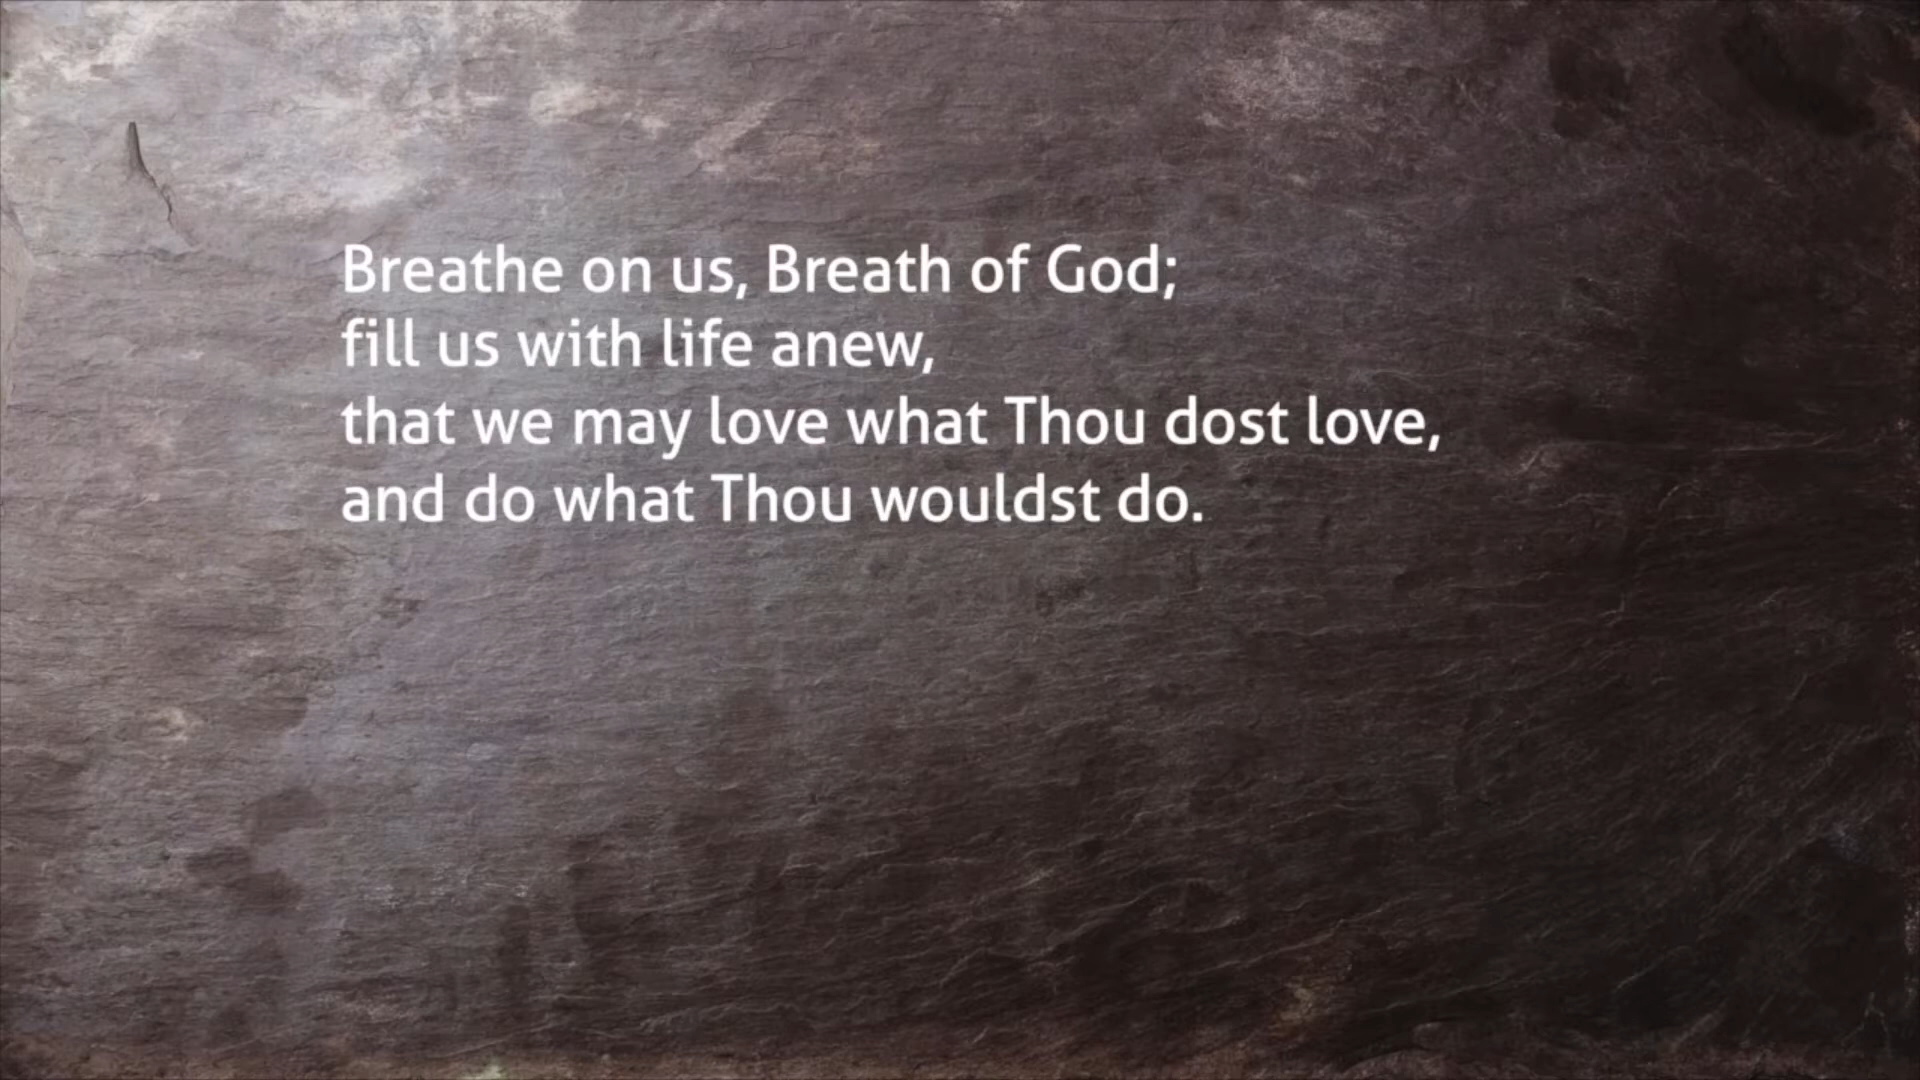 Breathe on us, Breath of God;
fill us with life anew,
that we may love what Thou dost love,
and do what Thou wouldst do.